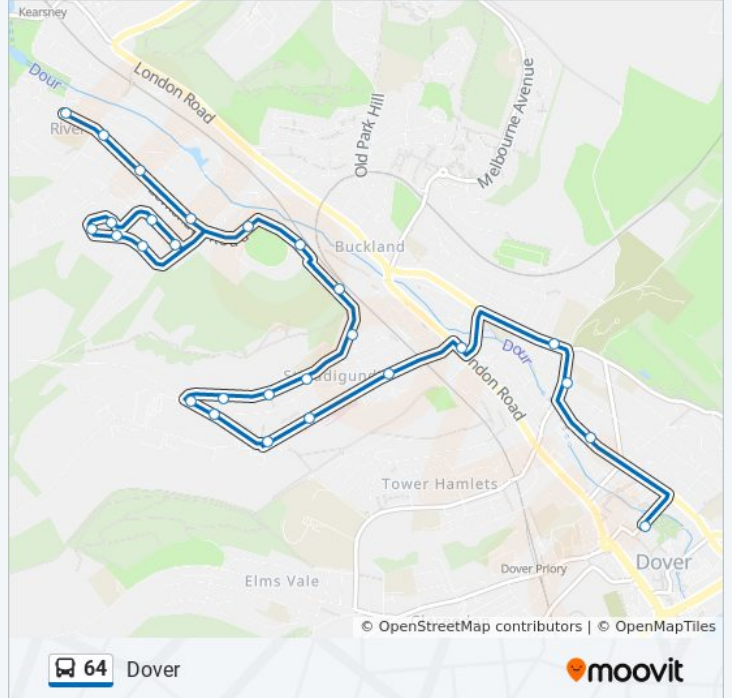 Kearsney
Dour
London Road
River
Old Park Hill
Melbourne Avenue
Buckland
Dour
London Road
Tower Hamlets
Dover
Dover Priory
Elms Vale
© OpenStreetMap contributors | © OpenMapTiles
64 Dover
moovit